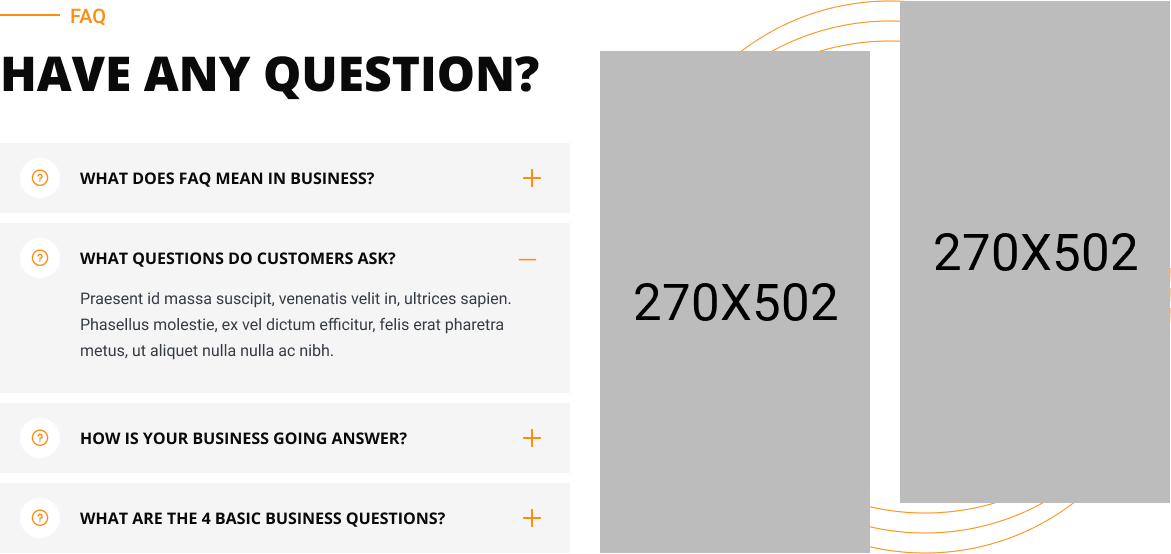 FAQ
HAVE ANY QUESTION?
WHAT DOES FAQ MEAN IN BUSINESS?
WHAT QUESTIONS DO CUSTOMERS ASK?
Praesent id massa suscipit, venenatis velit in, ultrices sapien.
Phasellus molestie, ex vel dictum efficitur, felis erat pharetra
metus, ut aliquet nulla nulla ac nibh.
HOW IS YOUR BUSINESS GOING ANSWER?
WHAT ARE THE 4 BASIC BUSINESS QUESTIONS?
270X502
270X502